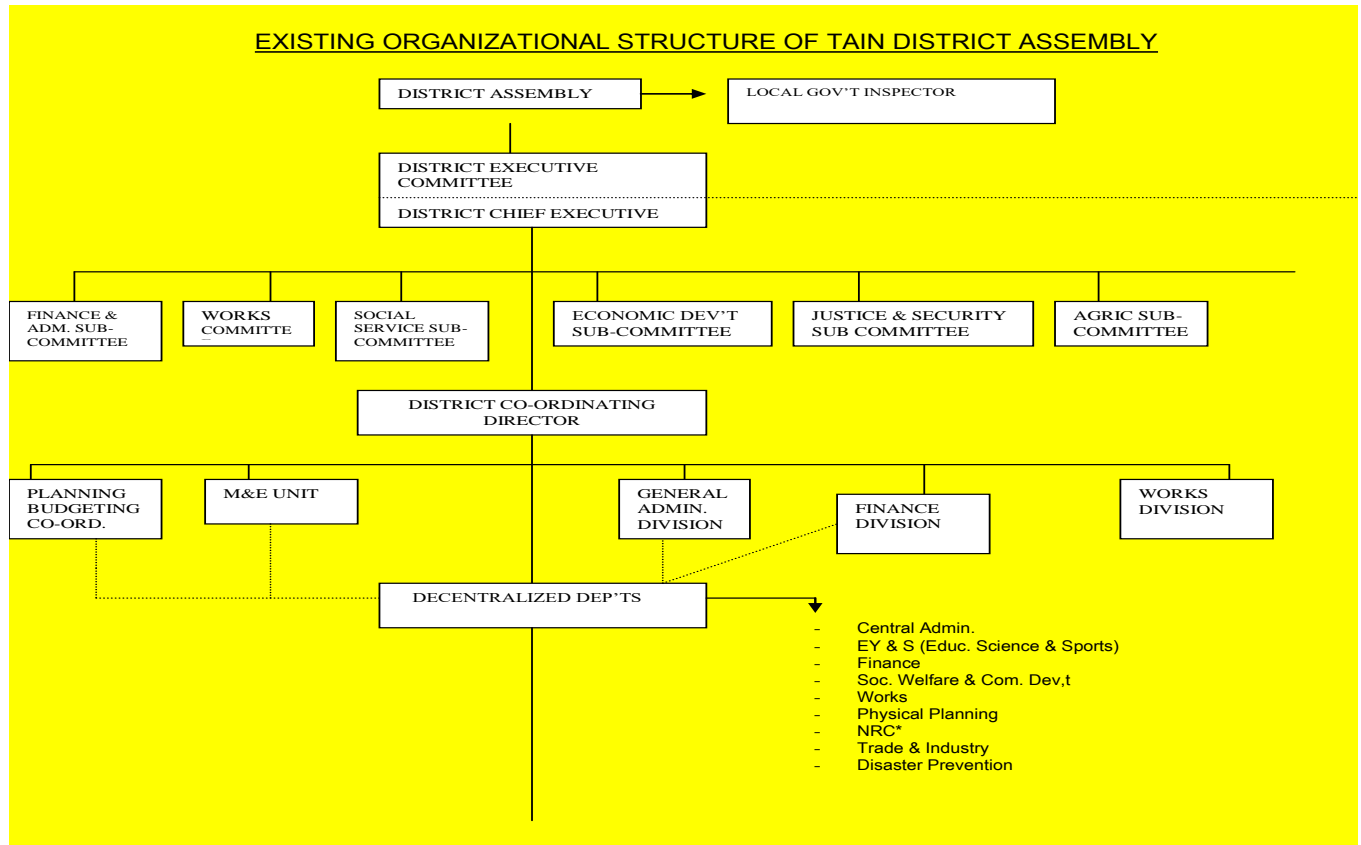 EXISTING ORGANIZATIONAL STRUCTURE OF TAIN DISTRICT ASSEMBLY
DISTRICT ASSEMBLY
LOCAL GOV’T INSPECTOR
DISTRICT EXECUTIVE
COMMITTEE
DISTRICT CHIEF EXECUTIVE
FINANCE &
ADM. SUB-
COMMITTEE
WORKS
COMMITTE
SOCIAL
SERVICE SUB-
COMMITTEE
ECONOMIC DEV’T
SUB-COMMITTEE
JUSTICE & SECURITY
SUB COMMITTEE
AGRIC SUB-
COMMITTEE
DISTRICT CO-ORDINATING
DIRECTOR
PLANNING
BUDGETING
CO-ORD.
M&E UNIT
GENERAL
ADMIN.
DIVISION
FINANCE
DIVISION
WORKS
DIVISION
DECENTRALIZED DEP’TS
- Central Admin.
- EY & S (Educ. Science & Sports)
- Finance
- Soc. Welfare & Com. Dev,t
- Works
- Physical Planning
- NRC*
- Trade & Industry
- Disaster Prevention